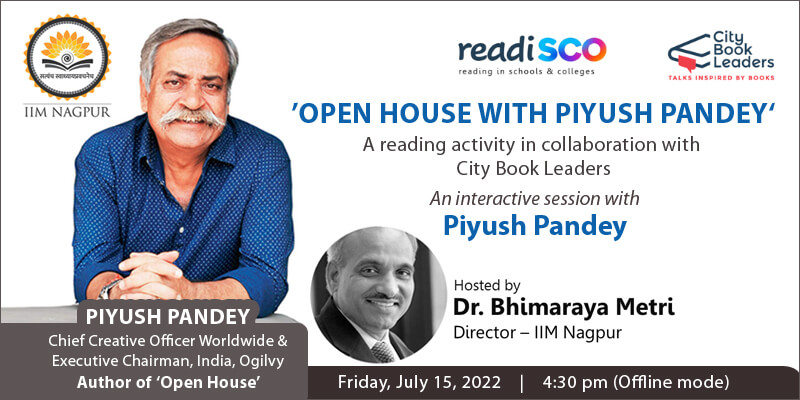 सत्यंच स्वाध्यायप्रवचनेच
IIM NAGPUR
readiSCO
reading in schools & colleges
City
Book
Leaders
TALKS INSPIRED BY BOOKS
’OPEN HOUSE WITH PIYUSH PANDEY‘
A reading activity in collaboration with
City Book Leaders
An interactive session with
Piyush Pandey
Hosted by
Dr. Bhimaraya Metri
Director – IIM Nagpur
PIYUSH PANDEY
Chief Creative Officer Worldwide &
Executive Chairman, India, Ogilvy
Author of ‘Open House’
Friday, July 15, 2022 | 4:30 pm (Offline mode)